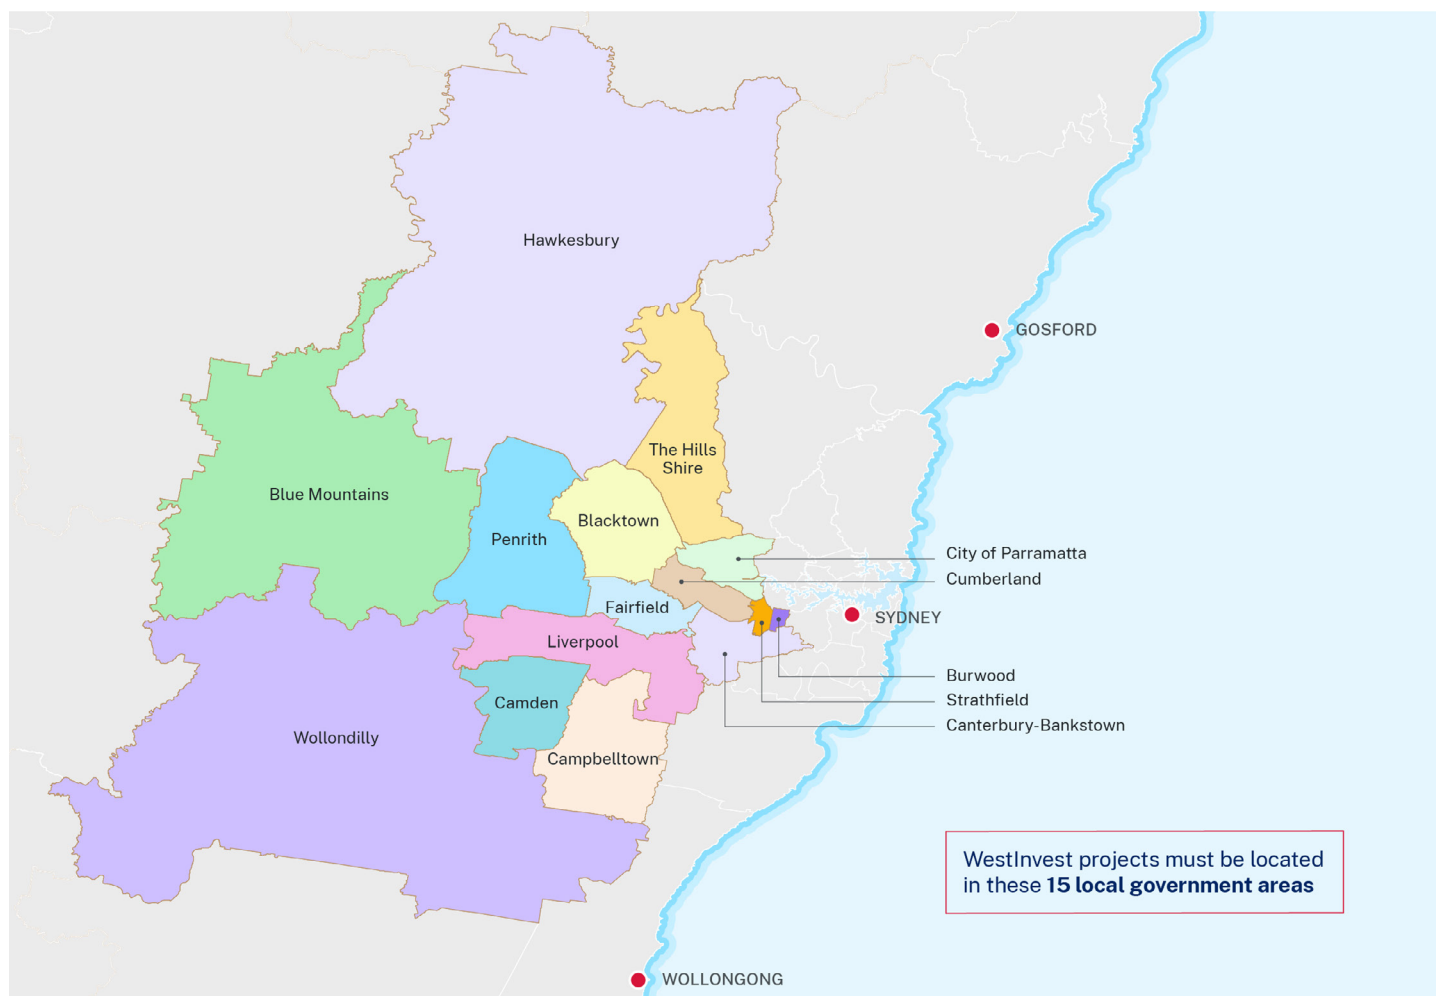 Hawkesbury
GOSFORD
The Hills
Shire
Blue Mountains
Blacktown
Penrith
City of Parramatta
Cumberland
Fairfield
SYDNEY
Liverpool
Burwood
Strathfield
Camden
Canterbury-Bankstown
Wollondilly
Campbelltown
WestInvest projects must be located
in these 15 local government areas
WOLLONGONG